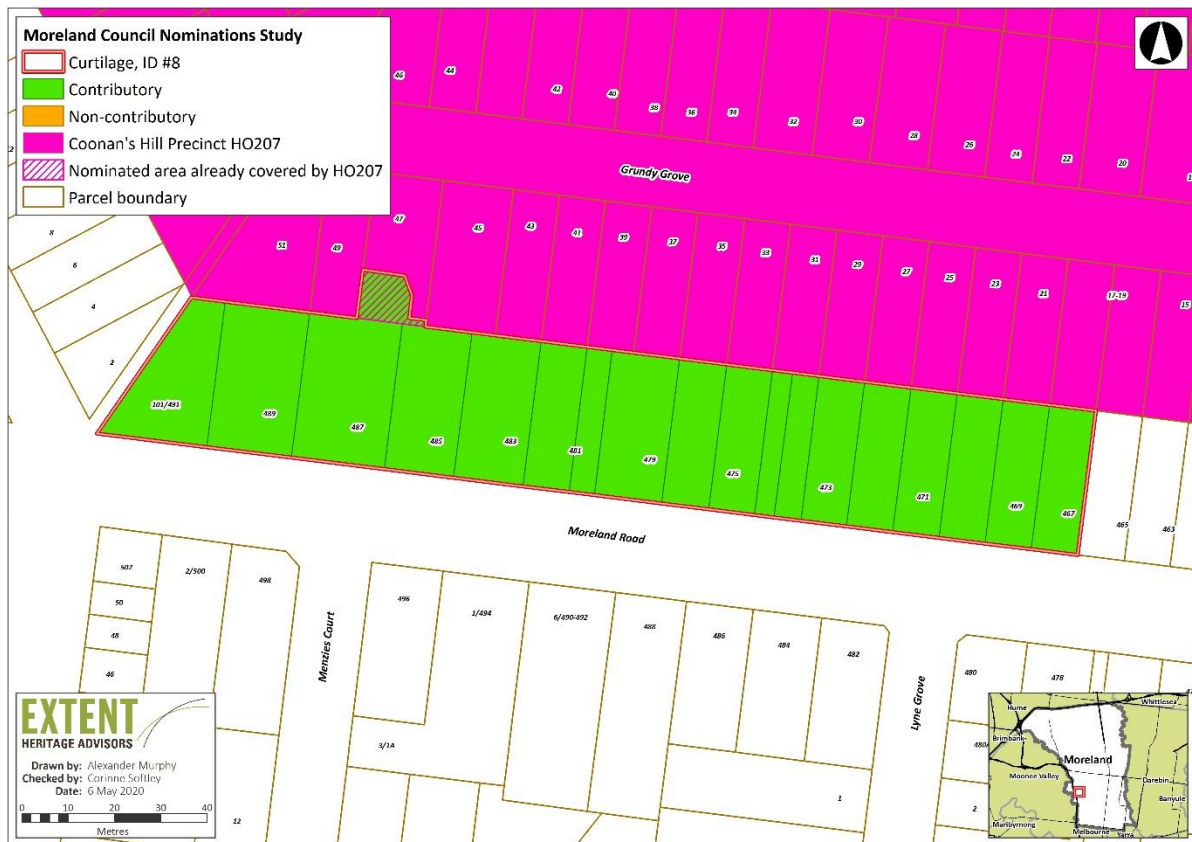 Moreland Council Nominations Study
Curtilage, ID #8
Contributory
Non-contributory
Coonan's Hill Precinct HO207
Nominated area already covered by HO207
Parcel boundary
46
44
42
40
38
36
34
32
30
28
26
24
22
20
Grundy Grove
51
49
47
45
43
41
39
37
35
33
31
29
27
25
23
21
17-19
15
8
6
4
2
101/491
489
487
485
483
481
479
475
473
471
469
467
465
463
Moreland Road
502
50
48
46
2/500
498
Menzies Court
496
1/494
6/490-492
488
486
484
482
Lyne Grove
480
478
3/1A
1
2
12
EXTENT
HERITAGE ADVISORS
Drawn by: Alexander Murphy
Checked by: Corinne Softley
Date: 6 May 2020
0 10 20 30 40
Metres
Hume
Whittlesea
Brimbank
Moreland
Moonee Valley
Darebin
Banyule
Maribyrnong
Melbourne
Yarra